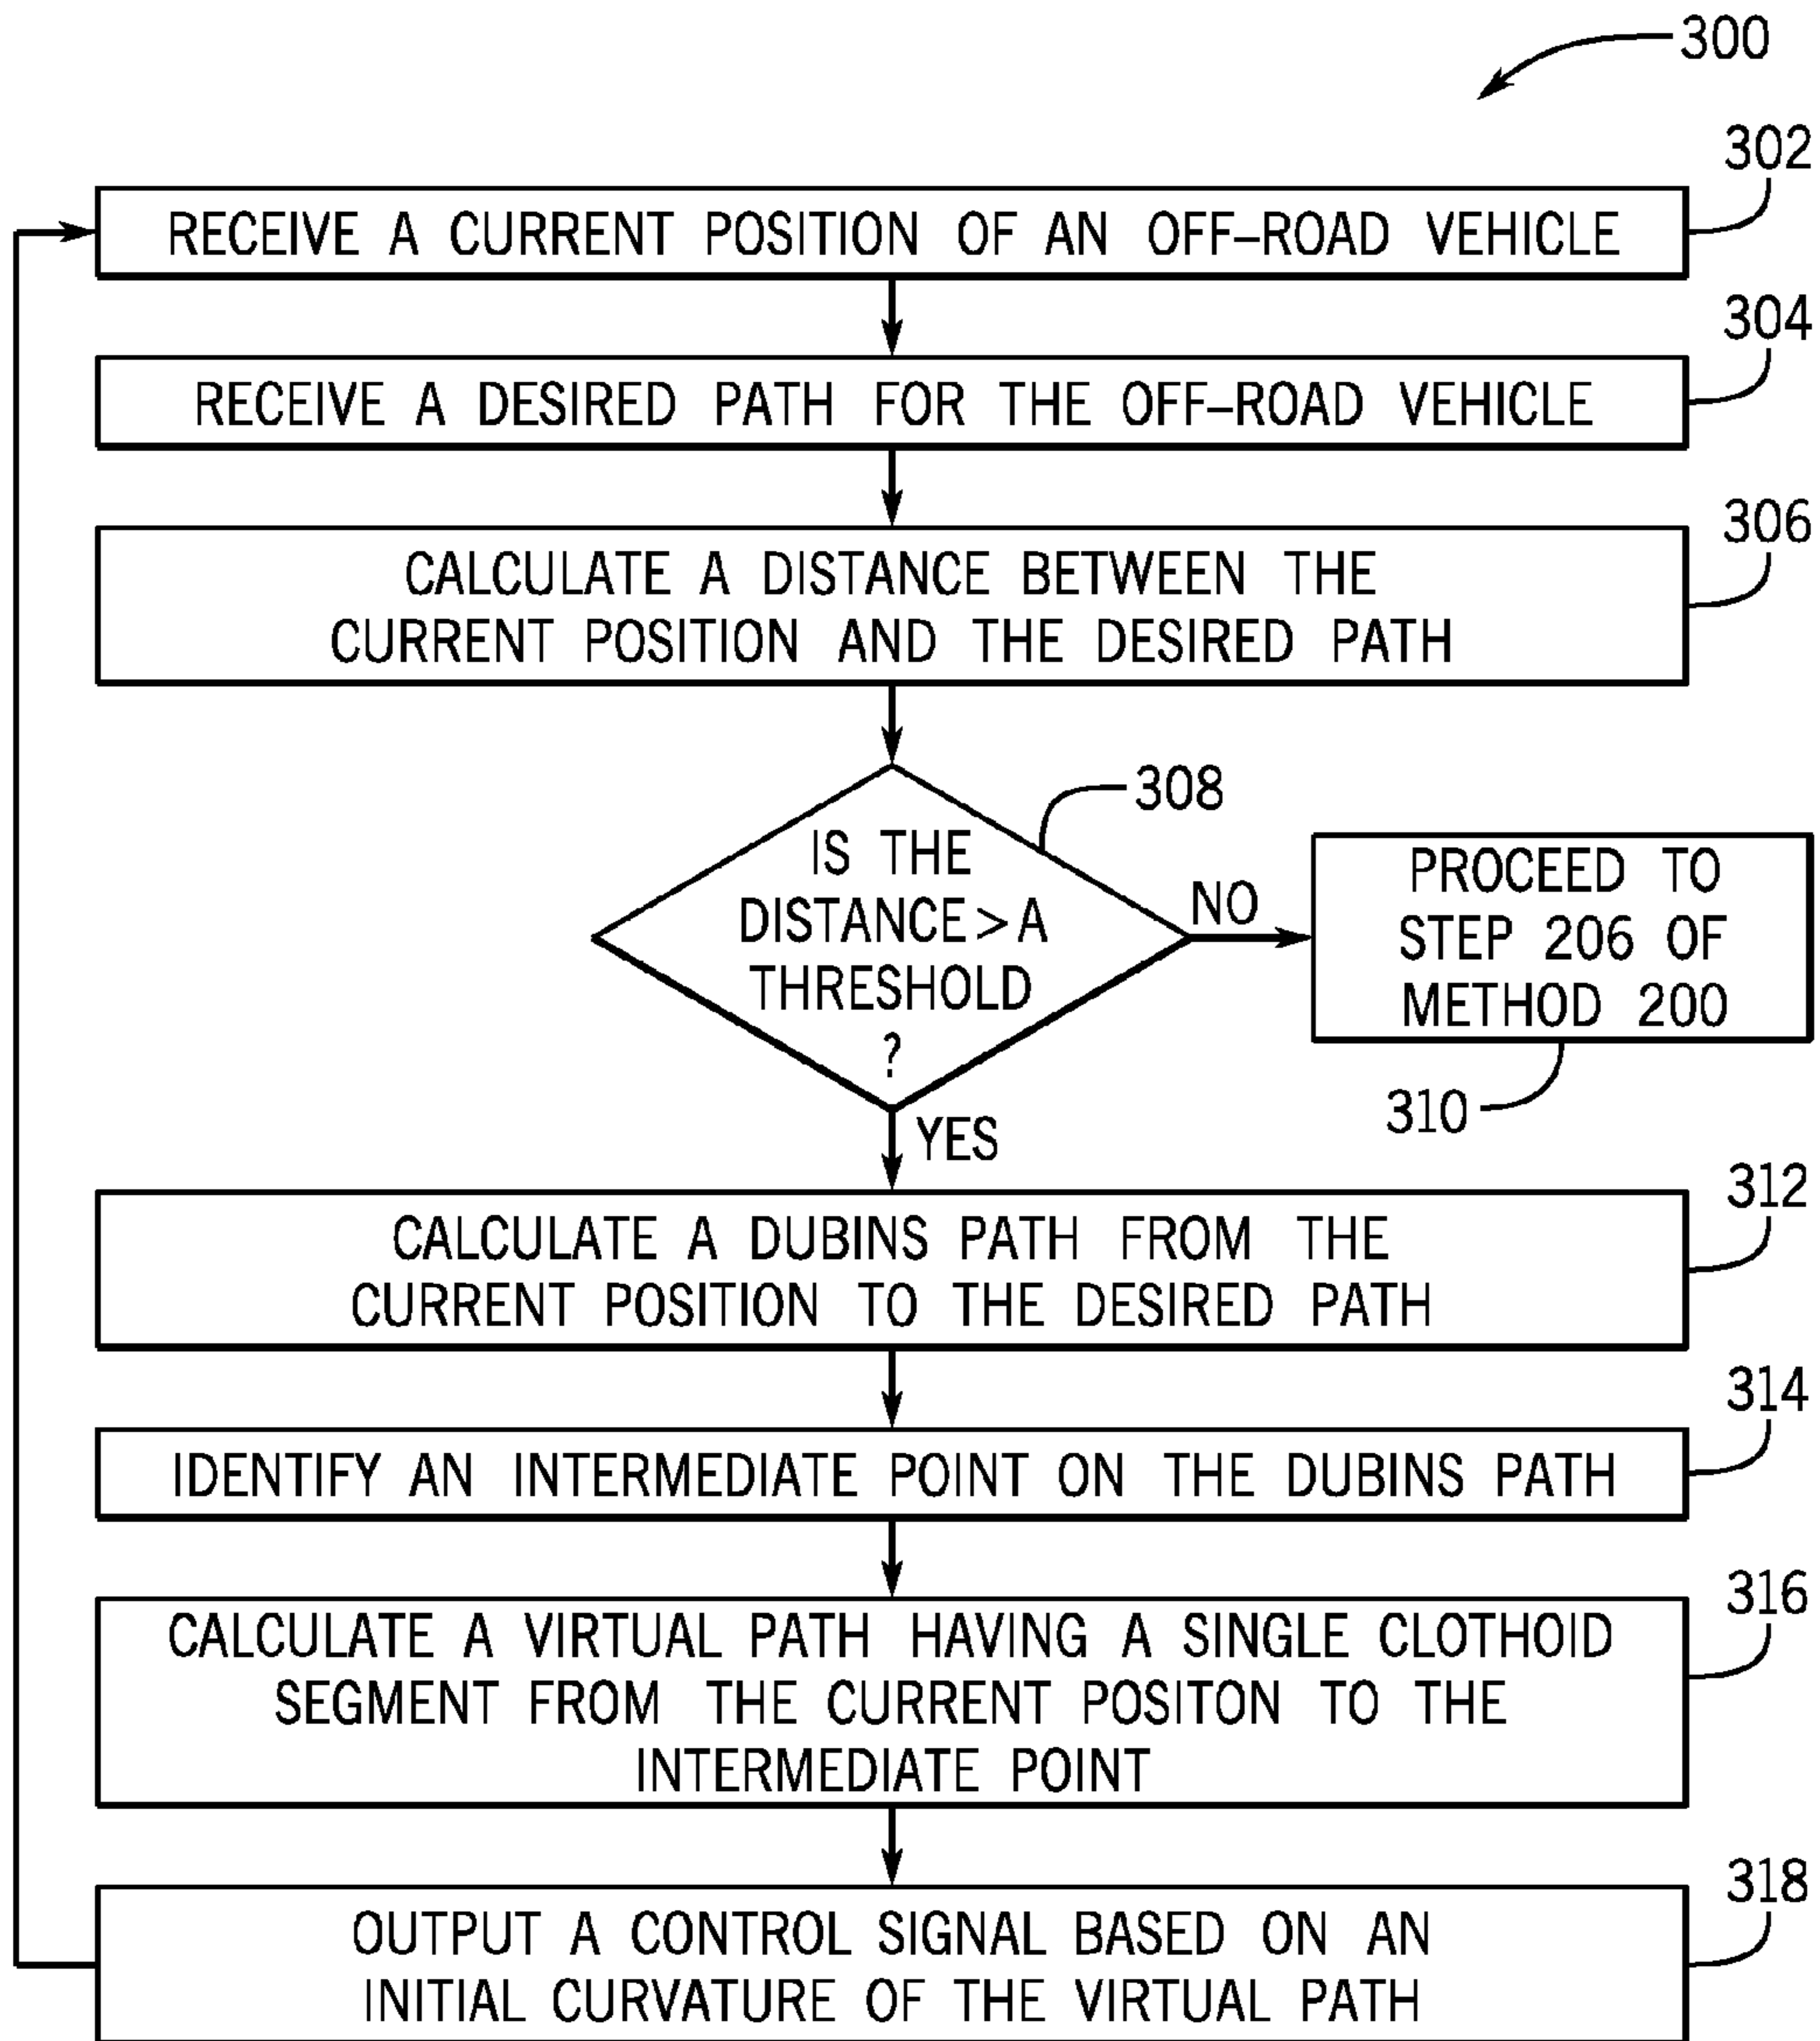 300
302
RECEIVE A CURRENT POSITION OF AN OFF-ROAD VEHICLE
304
RECEIVE A DESIRED PATH FOR THE OFF-ROAD VEHICLE
306
CALCULATE A DISTANCE BETWEEN THE
CURRENT POSITION AND THE DESIRED PATH
308
IS THE
DISTANCE > A
THRESHOLD
?
NO
PROCEED TO
STEP 206 OF
METHOD 200
310
YES
312
CALCULATE A DUBINS PATH FROM THE
CURRENT POSITION TO THE DESIRED PATH
314
IDENTIFY AN INTERMEDIATE POINT ON THE DUBINS PATH
316
CALCULATE A VIRTUAL PATH HAVING A SINGLE CLOTHOID
SEGMENT FROM THE CURRENT POSITON TO THE
INTERMEDIATE POINT
318
OUTPUT A CONTROL SIGNAL BASED ON AN
INITIAL CURVATURE OF THE VIRTUAL PATH